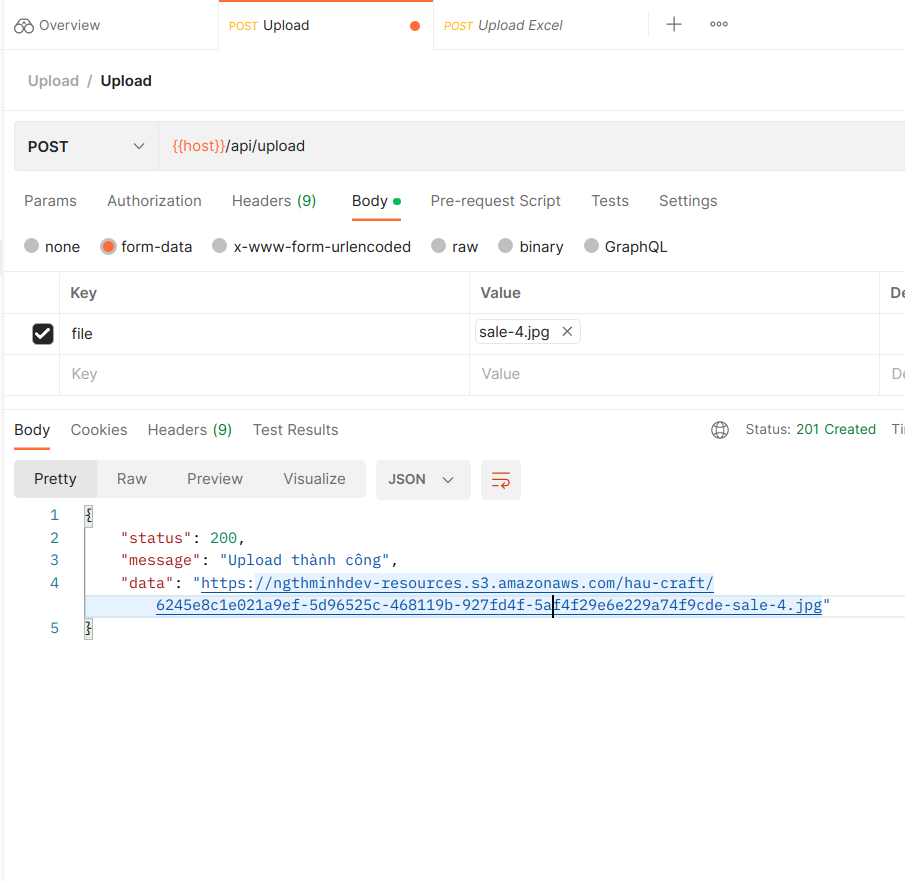 Overview POST Upload POST Upload Excel
Upload / Upload
POST {{host}}/api/upload
Params Authorization Headers (9) Body Pre-request Script Tests Settings
none form-data x-www-form-urlencoded raw binary GraphQL
Key Value De
file sale-4.jpg
Key Value De
Body Cookies Headers (9) Test Results Status: 201 Created Ti
Pretty Raw Preview Visualize JSON
1 {
2 "status": 200,
3 "message": "Upload thành công",
4 "data": "https://ngthminhdev-resources.s3.amazonaws.com/hau-craft/
6245e8c1e021a9ef-5d96525c-468119b-927fd4f-5af4f29e6e229a74f9cde-sale-4.jpg"
5 }